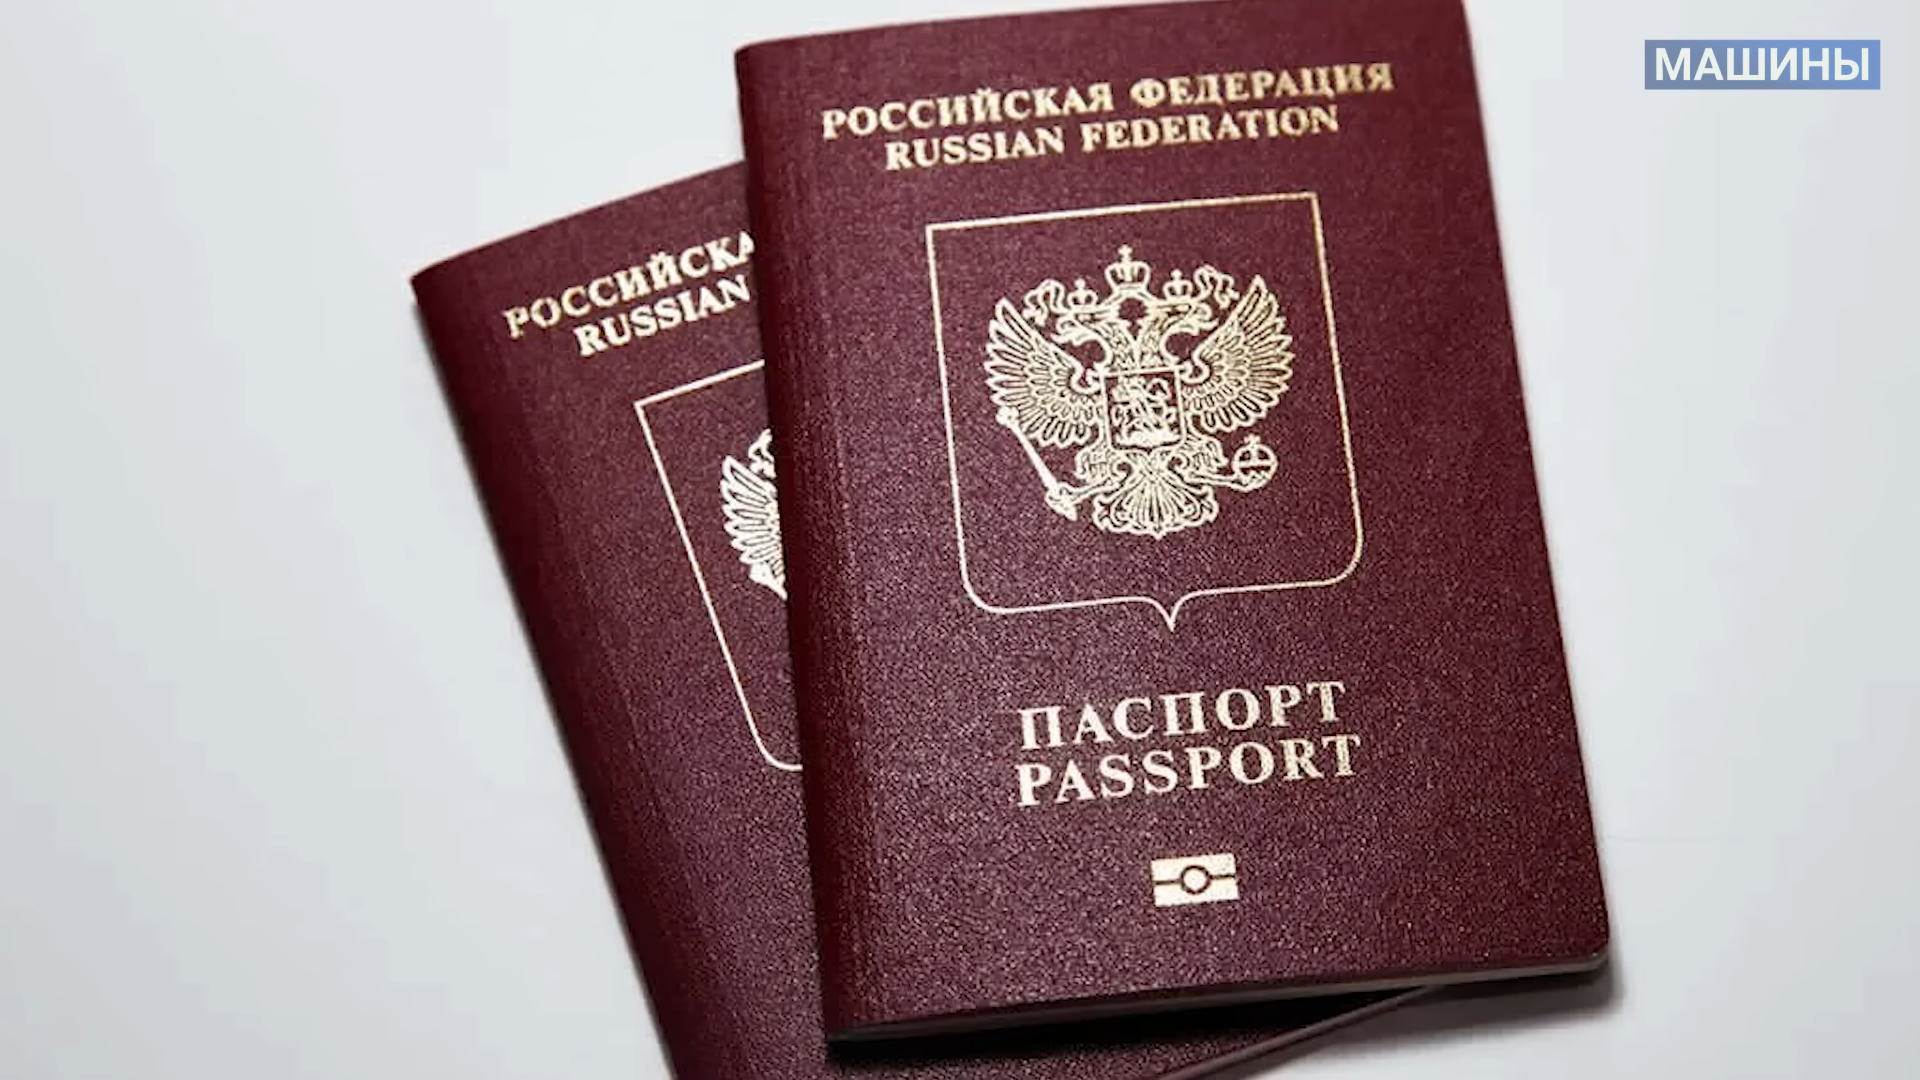 МАШИНЫ
РОССИЙСКАЯ ФЕДЕРАЦИЯ
RUSSIAN FEDERATION
РОССИЙСКА
RUSSIAN
ПАСПОРТ
PASSPORT